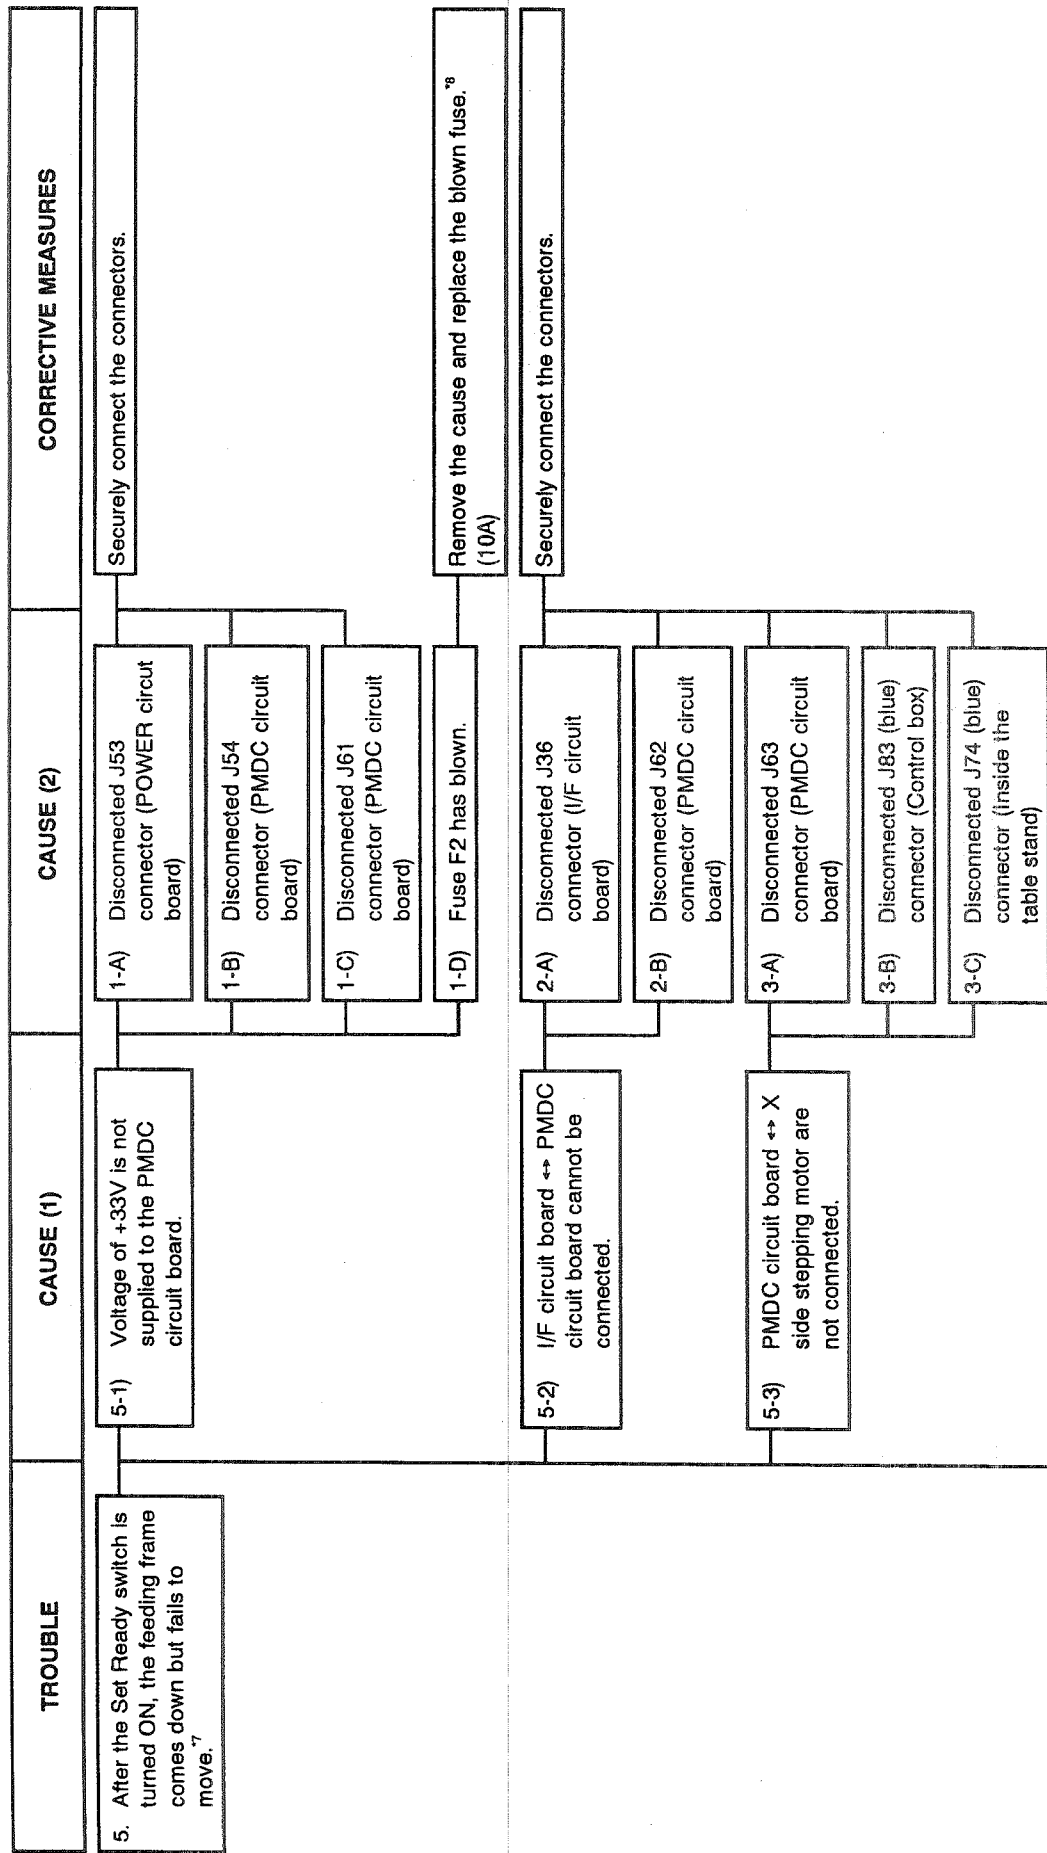 TROUBLE
CAUSE (1)
CAUSE (2)
CORRECTIVE MEASURES
5. After the Set Ready switch is
turned ON, the feeding frame
comes down but fails to
move.*7
5-1) Voltage of +33V is not
supplied to the PMDC
circuit board.
1-A) Disconnected J53
connector (POWER circut
board)
Securely connect the connectors.
1-B) Disconnected J54
connector (PMDC circuit
board)
1-C) Disconnected J61
connector (PMDC circuit
board)
1-D) Fuse F2 has blown.
Remove the cause and replace the blown fuse.*8
(10A)
5-2) I/F circuit board ↔ PMDC
circuit board cannot be
connected.
2-A) Disconnected J36
connector (I/F circuit
board)
Securely connect the connectors.
2-B) Disconnected J62
connector (PMDC circuit
board)
5-3) PMDC circuit board ↔ X
side stepping motor are
not connected.
3-A) Disconnected J63
connector (PMDC circuit
board)
3-B) Disconnected J83 (blue)
connector (Control box)
3-C) Disconnected J74 (blue)
connector (inside the
table stand